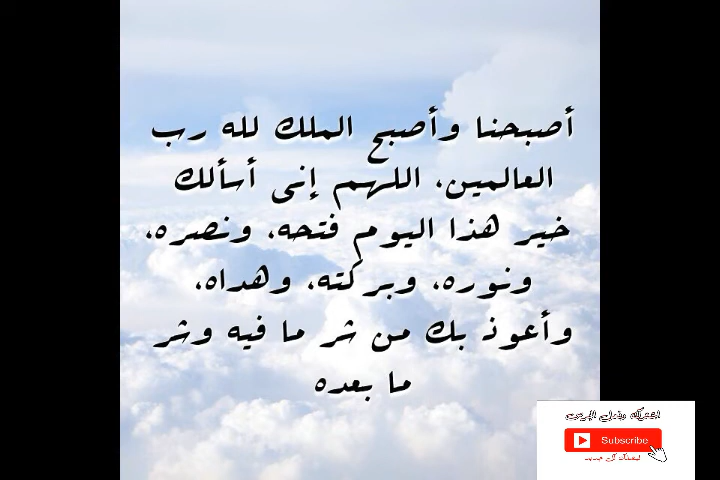 أصبحنا وأصبح الملك لله رب
العالمين، اللهم إنى أسألك
خير هذا اليوم فتحه، ونصره،
ونوره، وبركته، وهداه،
وأعوذ بك من شر ما فيه وشر
ما بعده
Subscribe